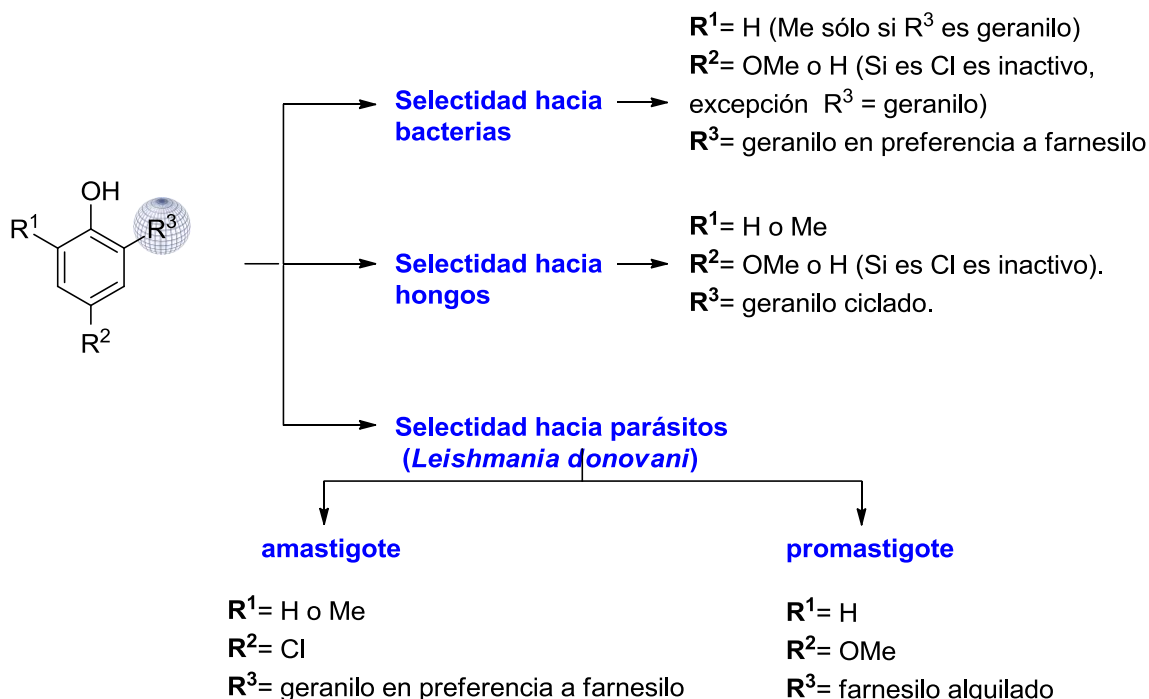 R¹= H (Me sólo si R³ es geranilo)
R²= OMe o H (Si es Cl es inactivo,
excepción R³ = geranilo)
R³= geranilo en preferencia a farnesilo
Selectidad hacia
bacterias
OH
R¹
R³
R²
R¹= H o Me
R²= OMe o H (Si es Cl es inactivo).
R³= geranilo ciclado.
Selectidad hacia
hongos
Selectidad hacia parásitos
(Leishmania donovani)
amastigote
R¹= H o Me
R²= Cl
R³= geranilo en preferencia a farnesilo
promastigote
R¹= H
R²= OMe
R³= farnesilo alquilado